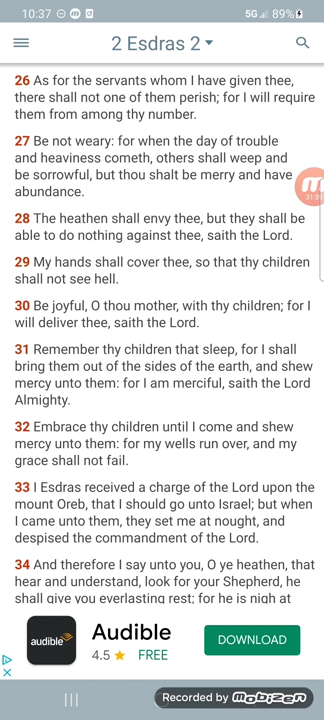 10:37
5G 89%
2 Esdras 2
26 As for the servants whom I have given thee,
there shall not one of them perish; for I will require
them from among thy number.
27 Be not weary: for when the day of trouble
and heaviness cometh, others shall weep and
be sorrowful, but thou shalt be merry and have
abundance.
31:59
28 The heathen shall envy thee, but they shall be
able to do nothing against thee, saith the Lord.
29 My hands shall cover thee, so that thy children
shall not see hell.
30 Be joyful, O thou mother, with thy children; for I
will deliver thee, saith the Lord.
31 Remember thy children that sleep, for I shall
bring them out of the sides of the earth, and shew
mercy unto them: for I am merciful, saith the Lord
Almighty.
32 Embrace thy children until I come and shew
mercy unto them: for my wells run over, and my
grace shall not fail.
33 I Esdras received a charge of the Lord upon the
mount Oreb, that I should go unto Israel; but when
I came unto them, they set me at nought, and
despised the commandment of the Lord.
34 And therefore I say unto you, O ye heathen, that
hear and understand, look for your Shepherd, he
shall give you everlasting rest; for he is nigh at
audible
Audible
4.5 ★ FREE
DOWNLOAD
Recorded by mobizen